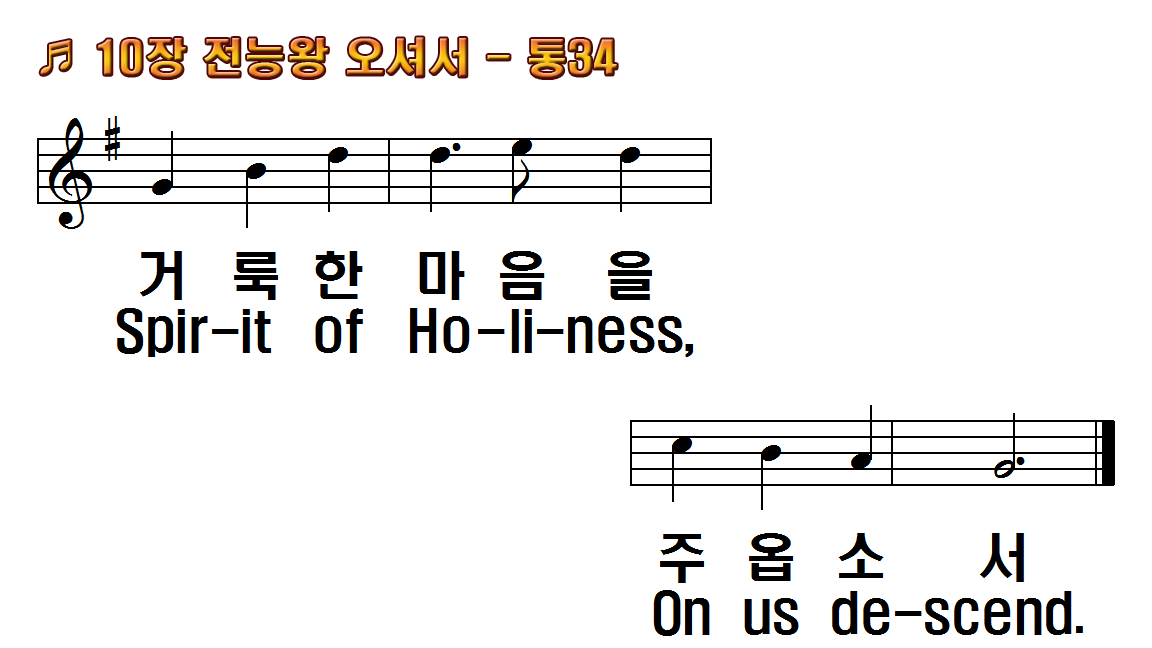 ♬ 10장 전능왕 오셔서 - 통34
거 룩 한 마 음 을
Spir-it of Ho-li-ness,
주 옵 소 서
On us de-scend.